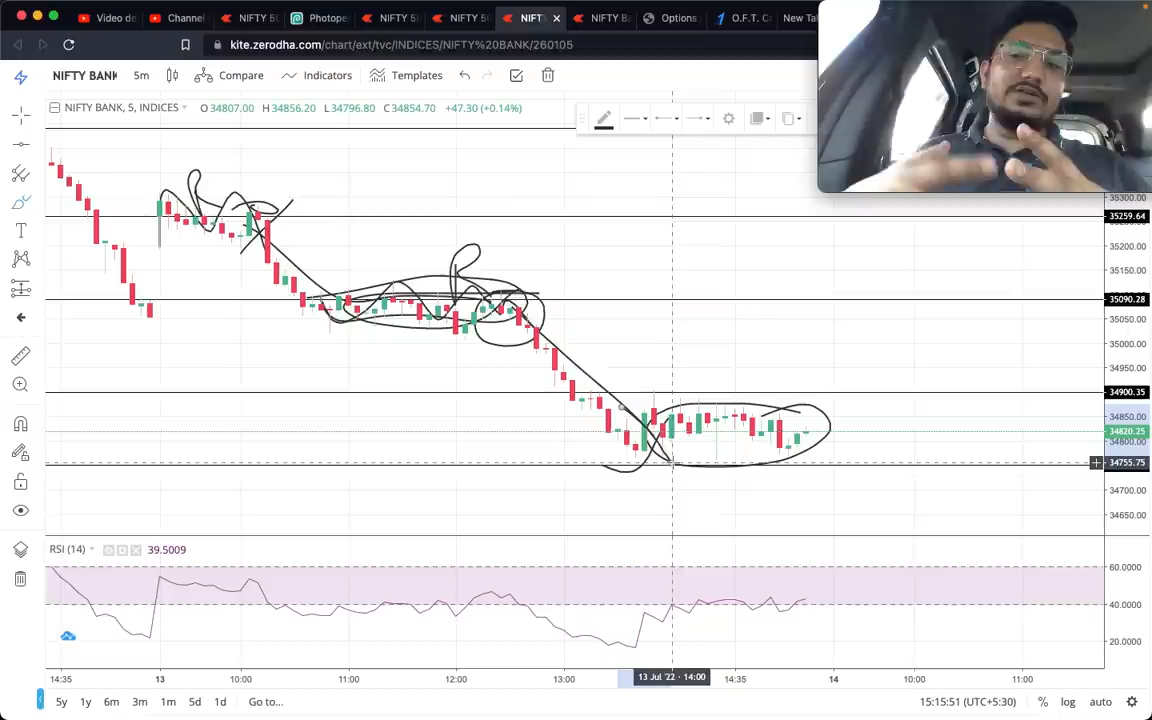 Video de
Channel
NIFTY 5
Photope
NIFTY 5
NIFTY 5
NIFT
NIFTY B
Options
O.F.T. C
New Ta
kite.zerodha.com/chart/ext/tvc/INDICES/NIFTY%20BANK/260105
NIFTY BANK 5m Compare Indicators Templates
NIFTY BANK, 5, INDICES O34807.00 H34856.20 L34796.80 C34854.70 +47.30 (+0.14%)
35300.00
35259.64
35200.00
35150.00
35090.28
35050.00
35000.00
34950.00
34900.35
34850.00
34820.25
34800.00
34755.75
34700.00
34650.00
RSI (14) 39.5009
60.0000
40.0000
20.0000
14:35 13 10:00 11:00 12:00 13:00 13 Jul '22 - 14:00 14:35 14 10:00 11:00
5y 1y 6m 3m 1m 5d 1d Go to... 15:15:51 (UTC+5:30) % log auto